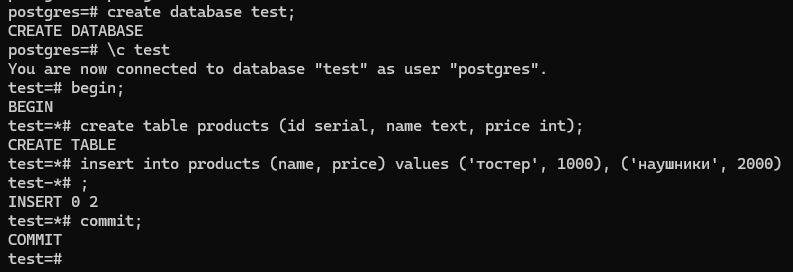 postgres=# create database test;
CREATE DATABASE
postgres=# \c test
You are now connected to database "test" as user "postgres".
test=# begin;
BEGIN
test=*# create table products (id serial, name text, price int);
CREATE TABLE
test=*# insert into products (name, price) values ('тостер', 1000), ('наушники', 2000)
test-*# ;
INSERT 0 2
test=*# commit;
COMMIT
test=#